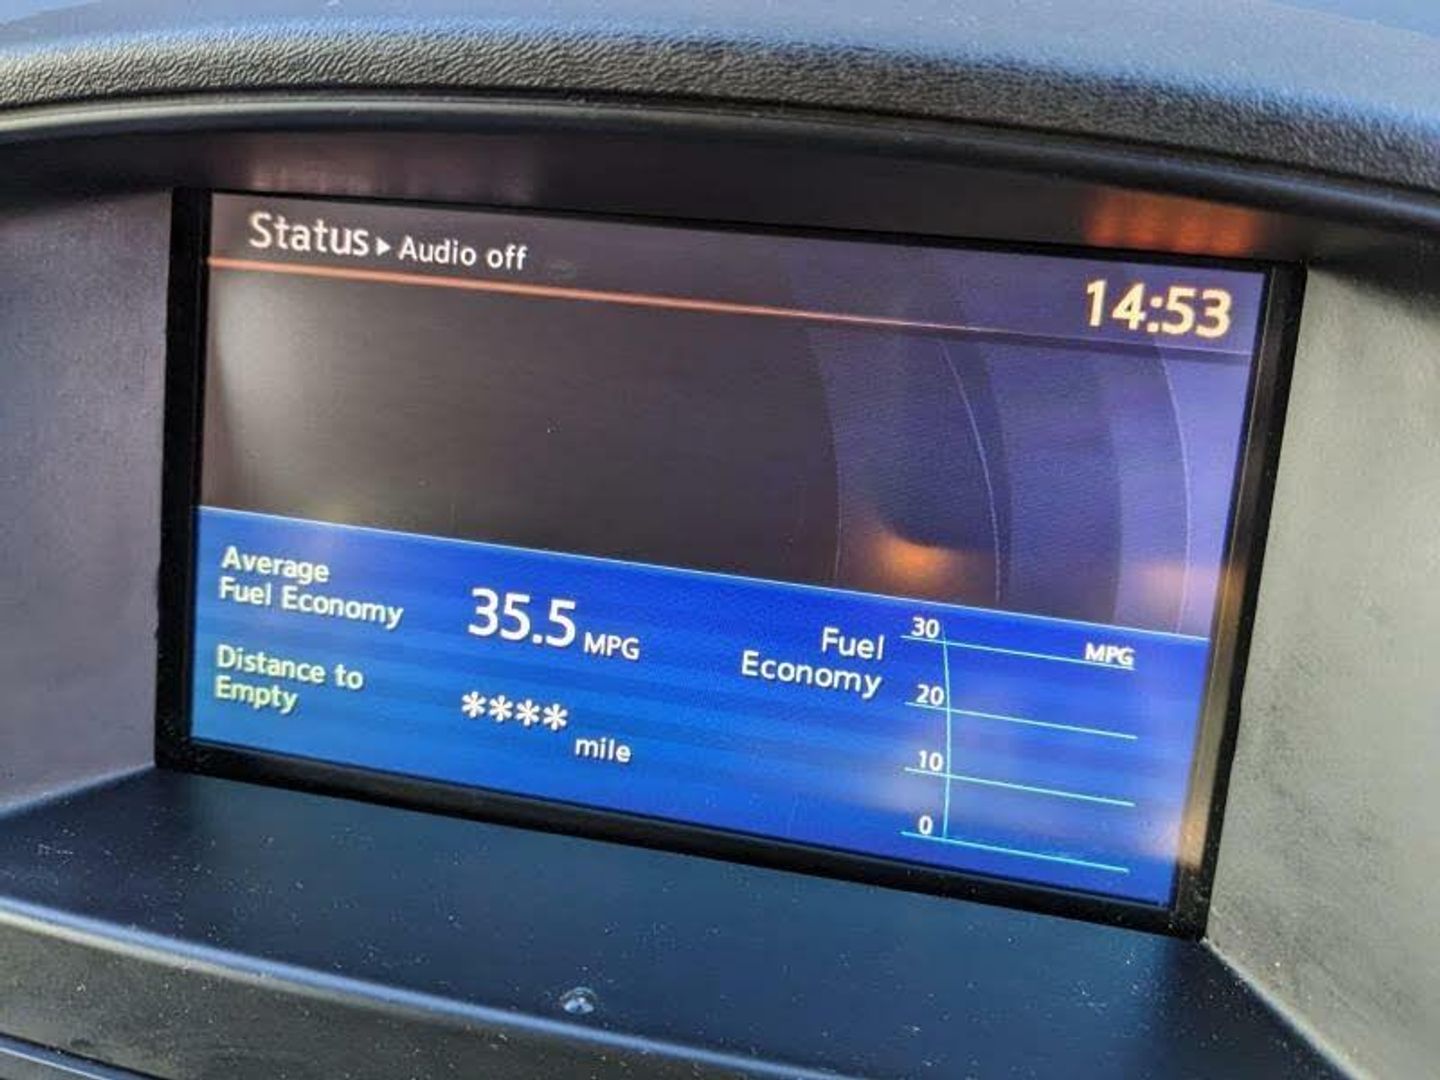 Status▶Audio off
14:53
Average
Fuel Economy
35.5 MPG
Distance to
Empty
**** mile
Fuel
Economy
30
MPG
20
10
0